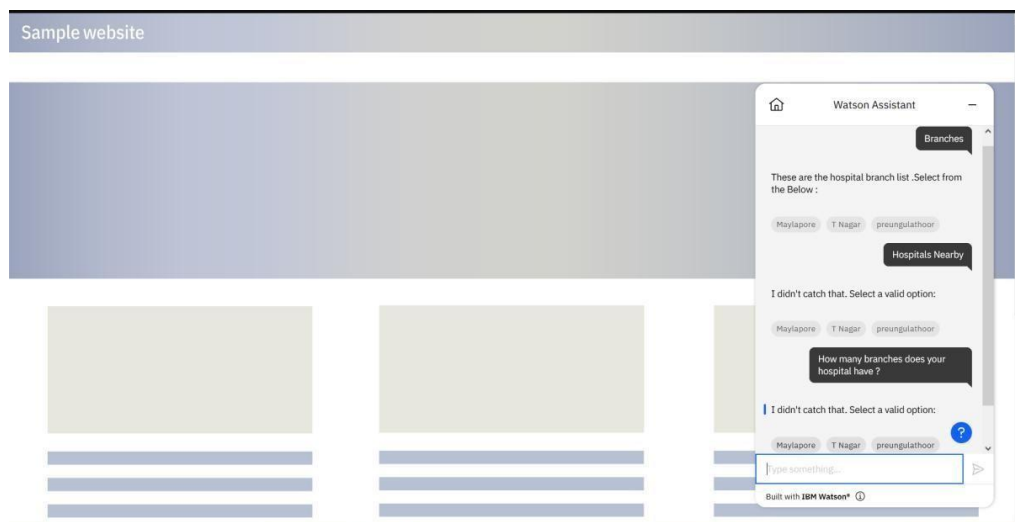 Sample website
Watson Assistant
Branches
These are the hospital branch list .Select from
the Below :
Maylapore T Nagar preungulathoor
Hospitals Nearby
I didn't catch that. Select a valid option:
Maylapore T Nagar preungulathoor
How many branches does your
hospital have ?
I didn't catch that. Select a valid option:
?
Maylapore T Nagar preungulathoor
Type something...
Built with IBM Watson®